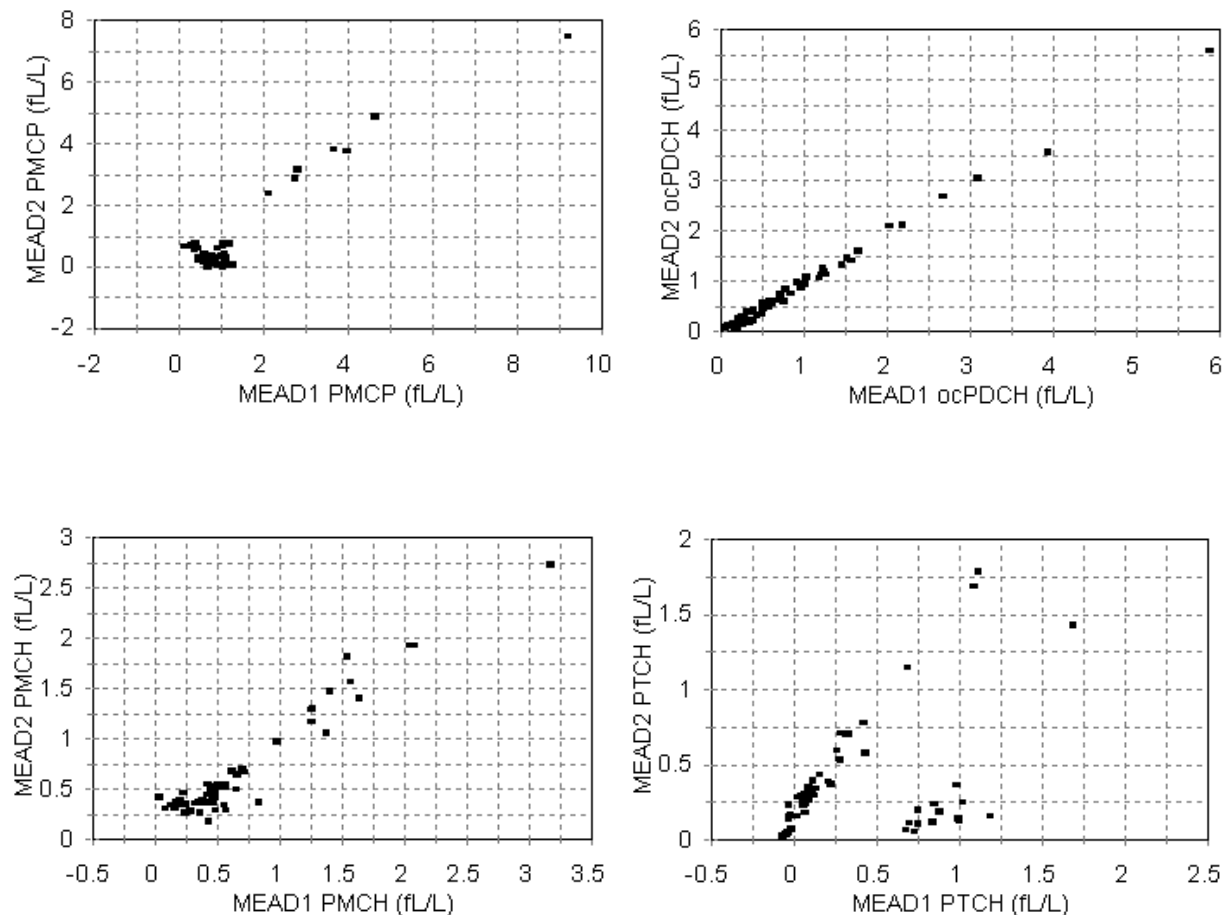 8
6
4
2
0
-2
MEAD2 PMCP (fL/L)
-2 0 2 4 6 8 10
MEAD1 PMCP (fL/L)
6
5
4
3
2
1
0
MEAD2 ocPDCH (fL/L)
0 1 2 3 4 5 6
MEAD1 ocPDCH (fL/L)
3
2.5
2
1.5
1
0.5
0
MEAD2 PMCH (fL/L)
-0.5 0 0.5 1 1.5 2 2.5 3 3.5
MEAD1 PMCH (fL/L)
2
1.5
1
0.5
0
MEAD2 PTCH (fL/L)
-0.5 0 0.5 1 1.5 2 2.5
MEAD1 PTCH (fL/L)